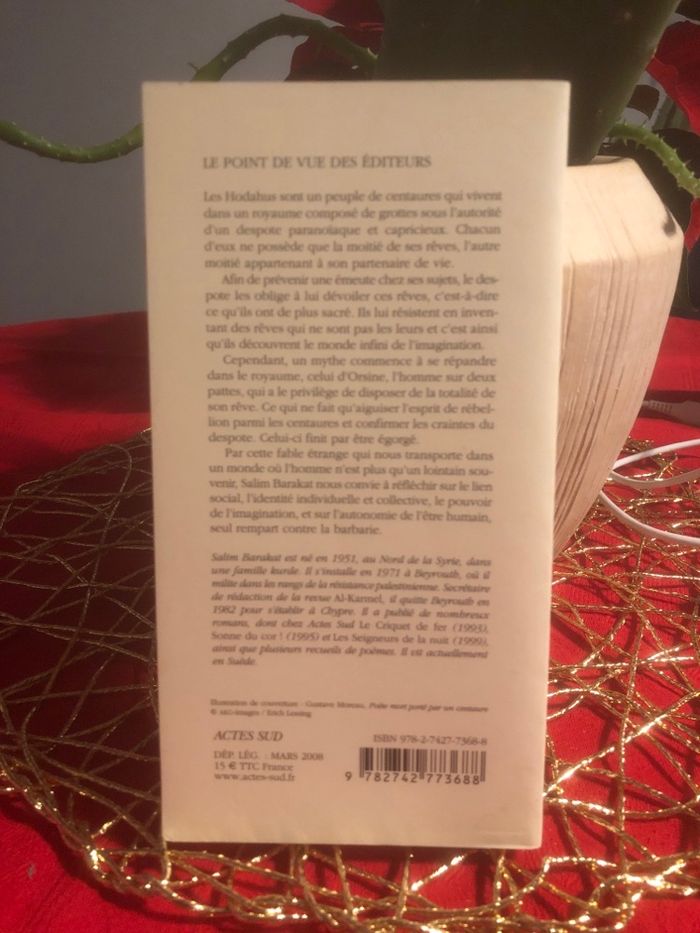 LE POINT DE VUE DES ÉDITEURS
Les Hodahus sont un peuple de centaures qui vivent
dans un royaume composé de grottes sous l'autorité
d'un despote paranoïaque et capricieux. Chacun
d'eux ne possède que la moitié de ses rêves, l'autre
moitié appartenant à son partenaire de vie.
Afin de prévenir une émeute chez ses sujets, le des-
pote les oblige à lui dévoiler ces rêves, c'est-à-dire
ce qu'ils ont de plus sacré. Ils lui résistent en inven-
tant des rêves qui ne sont pas les leurs et c'est ainsi
qu'ils découvrent le monde infini de l'imagination.
Cependant, un mythe commence à se répandre
dans le royaume, celui d'Orsine, l'homme sur deux
pattes, qui a le privilège de disposer de la totalité de
son rêve. Ce qui ne fait qu'aiguiser l'esprit de rébel-
lion parmi les centaures et confirmer les craintes du
despote. Celui-ci finit par être égorgé.
Par cette fable étrange qui nous transporte dans
un monde où l'homme n'est plus qu'un lointain sou-
venir, Salim Barakat nous convie à réfléchir sur le lien
social, l'identité individuelle et collective, le pouvoir
de l'imagination, et sur l'autonomie de l'être humain,
seul rempart contre la barbarie.
Salim Barakat est né en 1951, au Nord de la Syrie, dans
une famille kurde. Il s'installe en 1971 à Beyrouth, où il
milite dans les rangs de la résistance palestinienne. Secrétaire
de rédaction de la revue Al-Karmel, il quitte Beyrouth en
1982 pour s'établir à Chypre. Il a publié de nombreux
romans, dont chez Actes Sud Le Criquet de fer (1993),
Sonne du cor ! (1995) et Les Seigneurs de la nuit (1999),
ainsi que plusieurs recueils de poèmes. Il vit actuellement
en Suède.
Illustration de couverture : Gustave Moreau, Poète mort porté par un centaure
© AKG-images / Erich Lessing
ACTES SUD
DÉP. LÉG. : MARS 2008
15 € TTC France
www.actes-sud.fr
ISBN 978-2-7427-7368-8
9 782742 773688